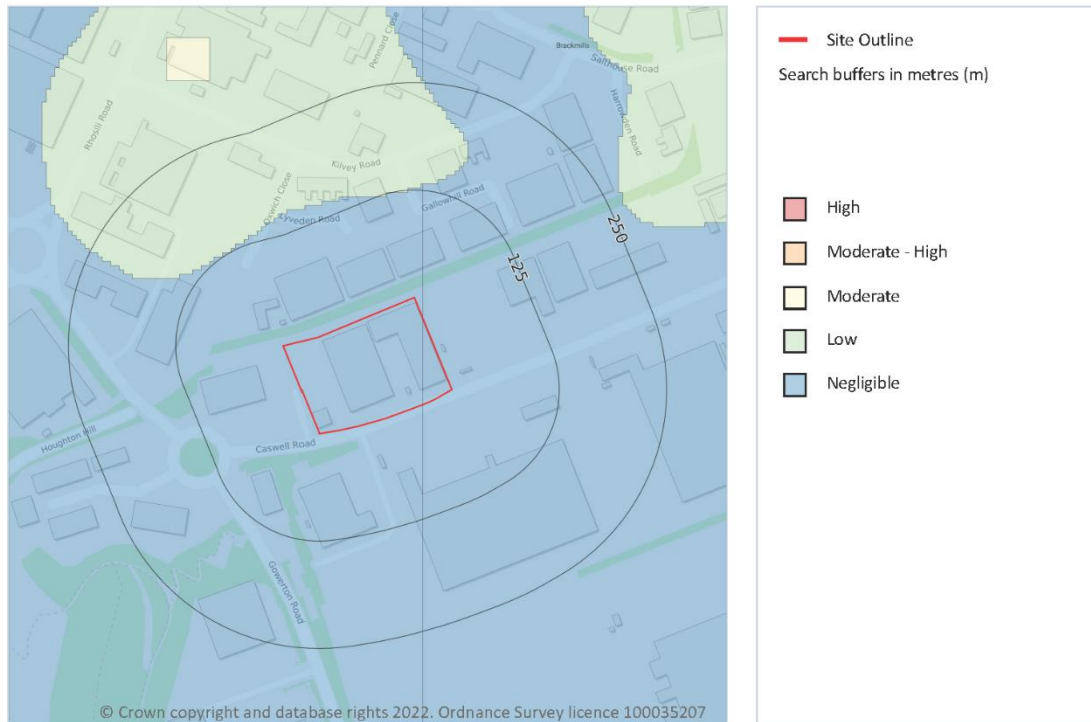 Pennard Close
Brackmills
Salthouse Road
Rhosili Road
Harrowden Road
Kilvey Road
Oxwich Close
Lyveden Road
Gallowhill Road
250
125
Houghton Hill
Caswell Road
Gowerton Road
© Crown copyright and database rights 2022. Ordnance Survey licence 100035207
Site Outline
Search buffers in metres (m)
High
Moderate - High
Moderate
Low
Negligible